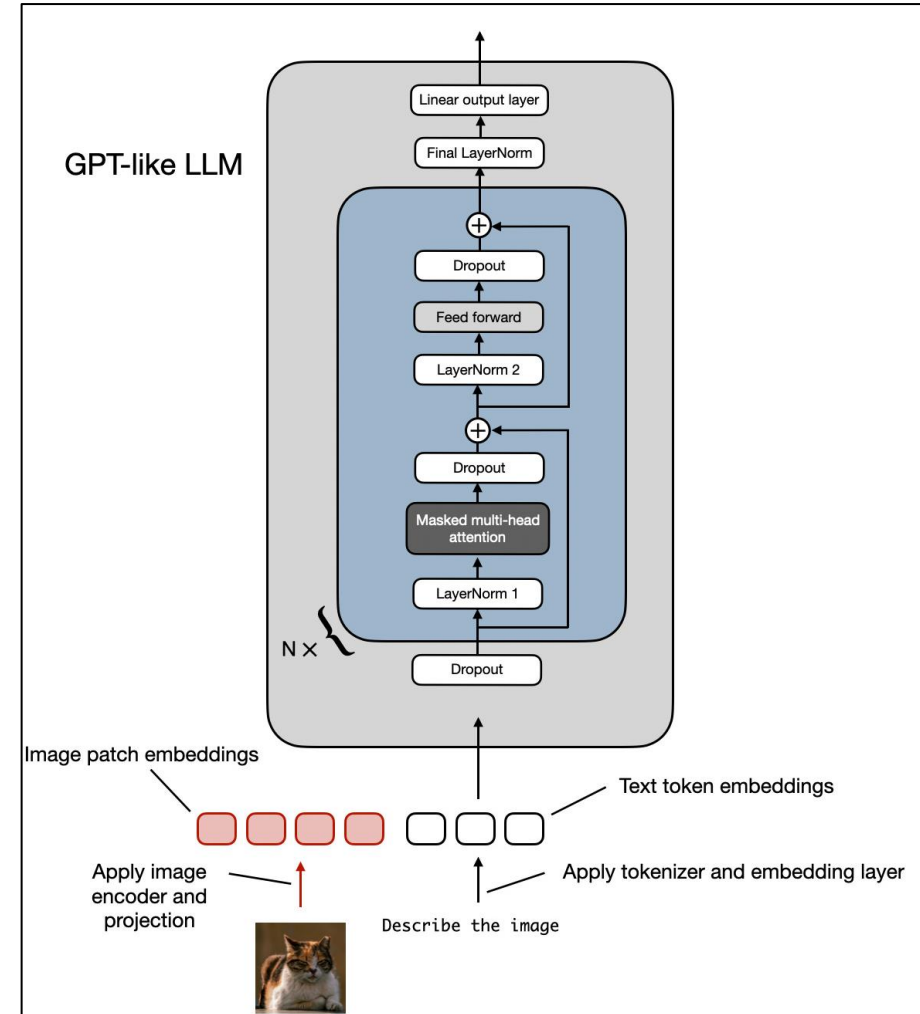 Linear output layer
Final LayerNorm
GPT-like LLM
+
Dropout
Feed forward
LayerNorm 2
+
Dropout
Masked multi-head
attention
LayerNorm 1
N × {
Dropout
Image patch embeddings
Text token embeddings
Apply image
encoder and
projection
Apply tokenizer and embedding layer
Describe the image